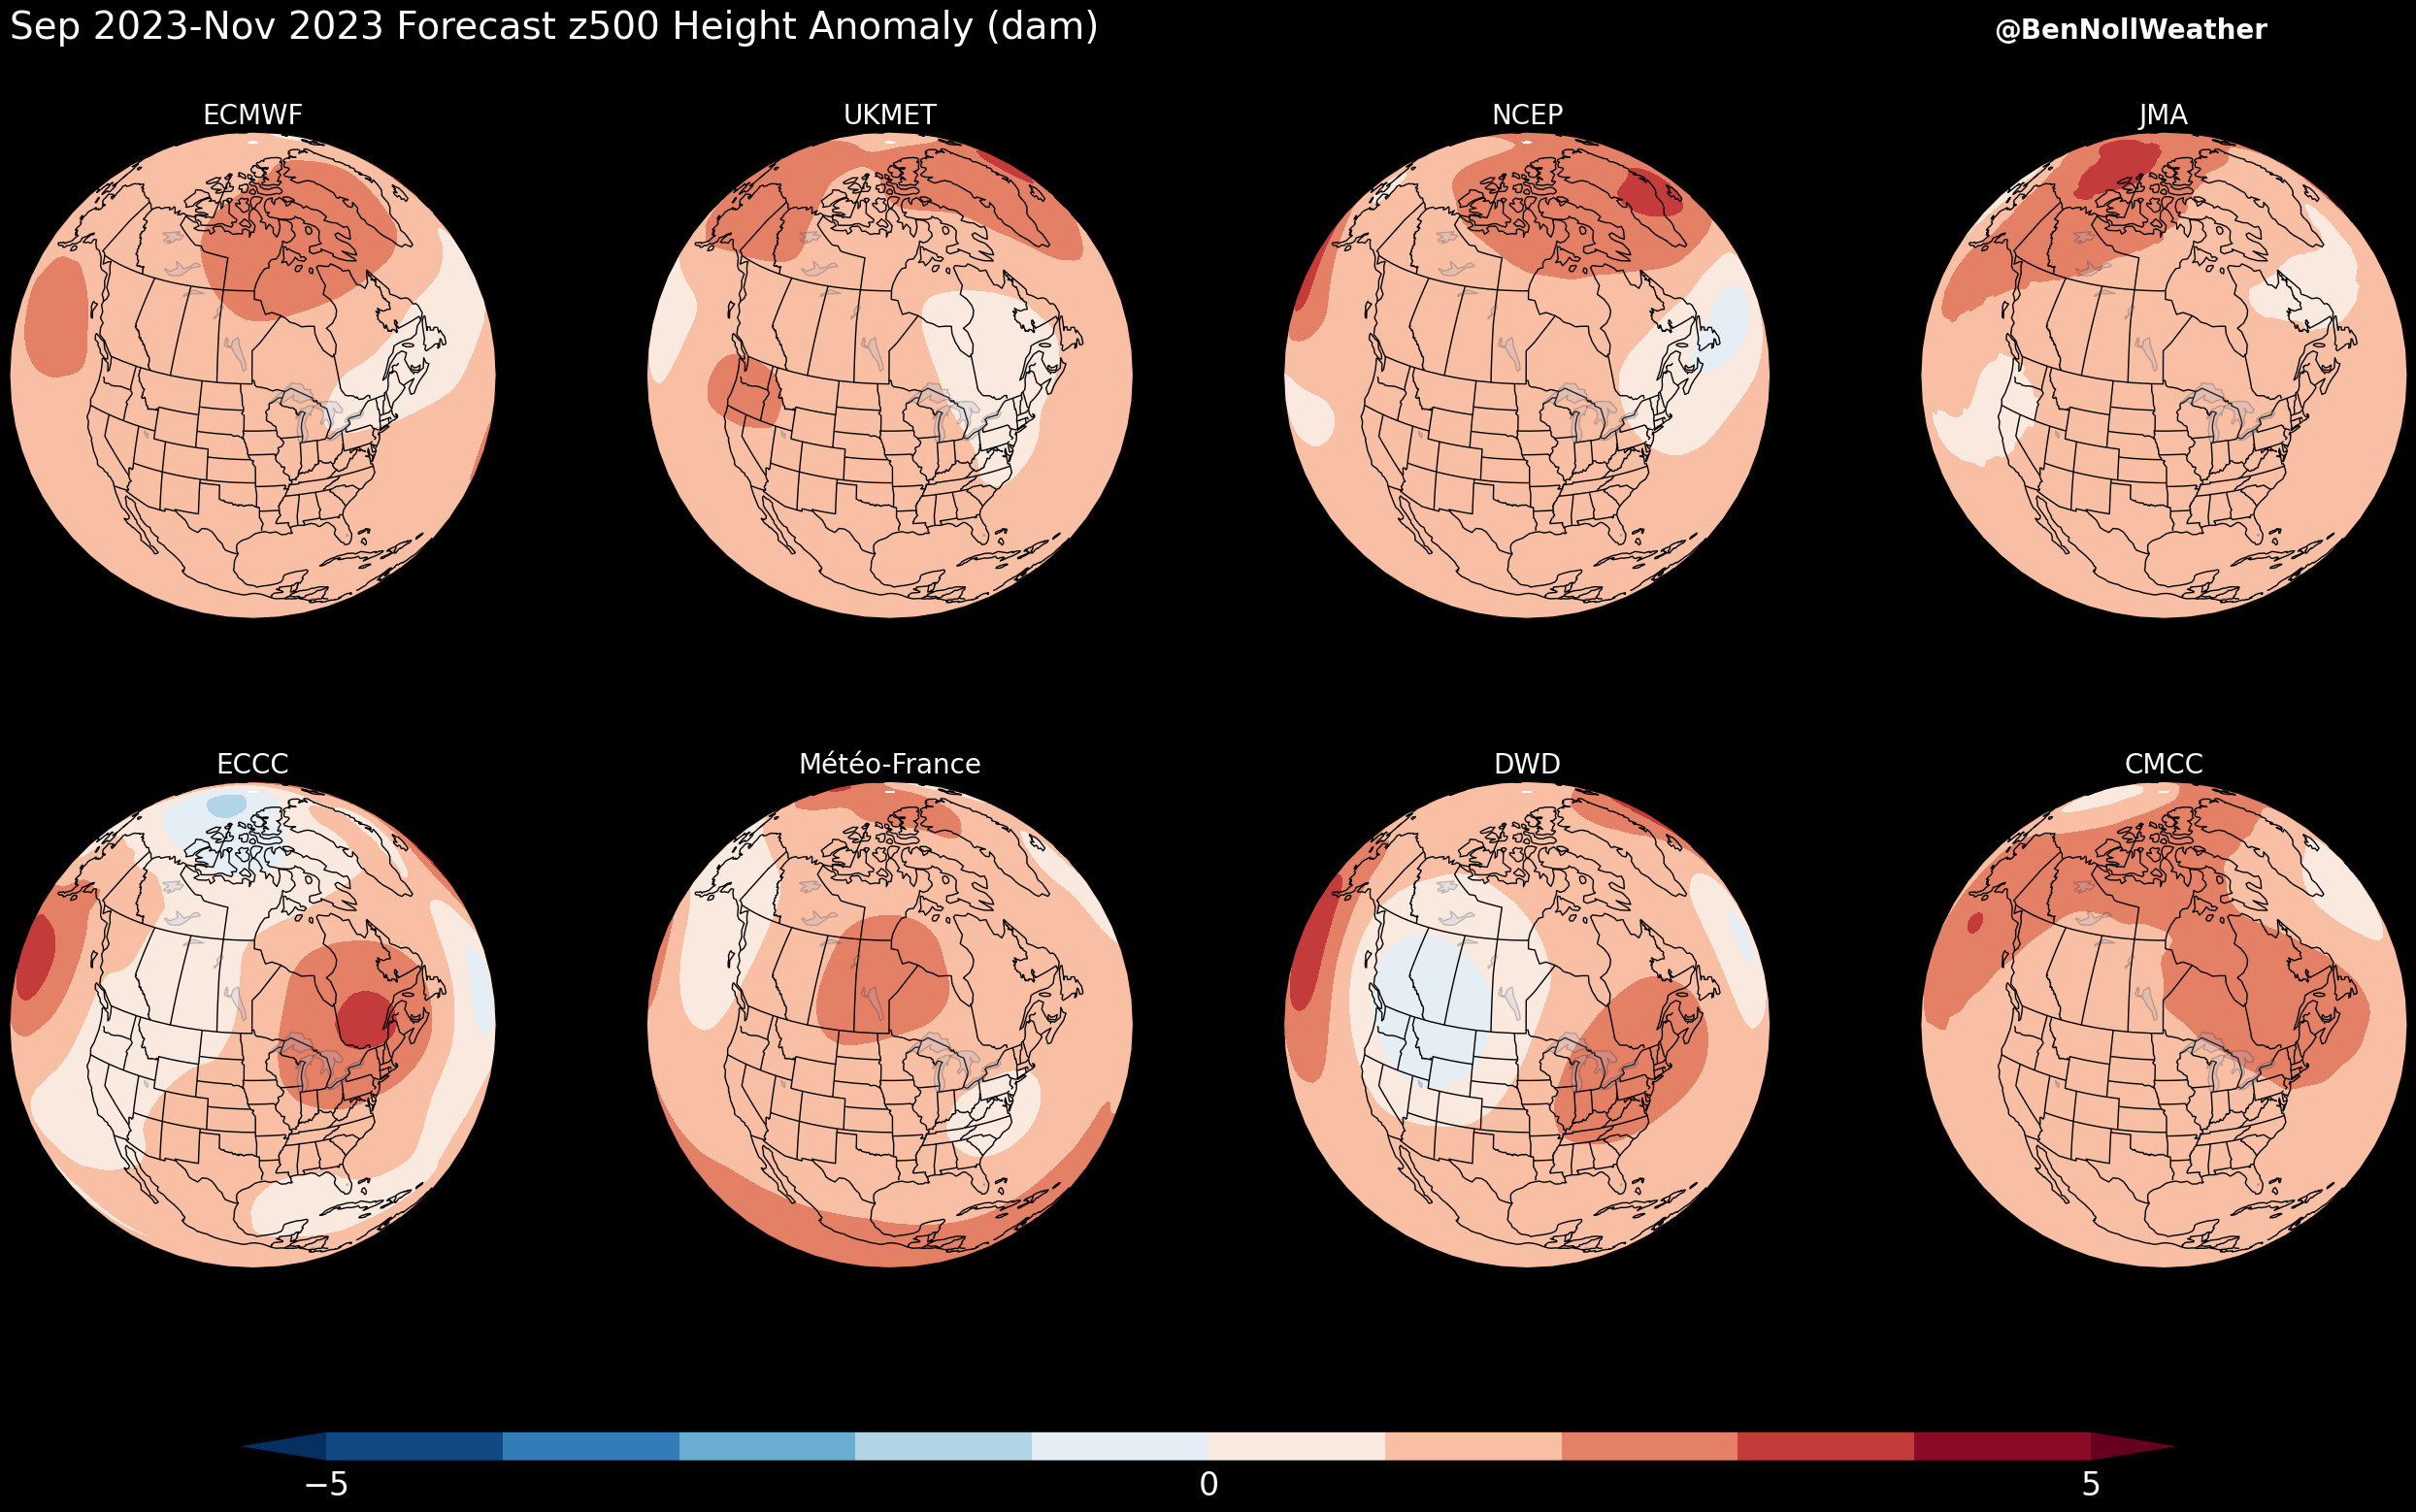 Sep 2023-Nov 2023 Forecast z500 Height Anomaly (dam)
@BenNollWeather
ECMWF
UKMET
NCEP
JMA
ECCC
Météo-France
DWD
CMCC
−5
0
5